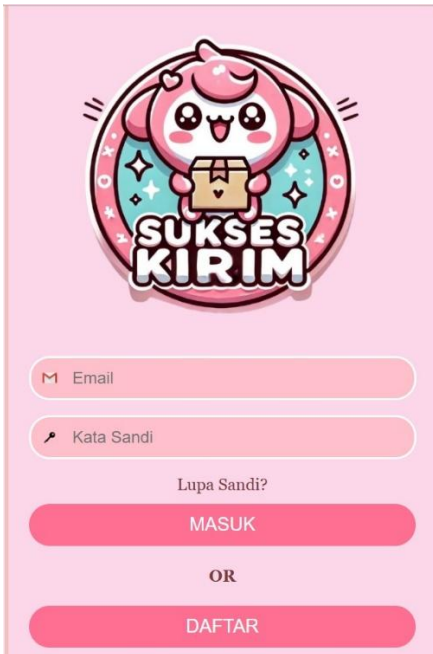 SUKSES
KIRIM
Email
Kata Sandi
Lupa Sandi?
MASUK
OR
DAFTAR